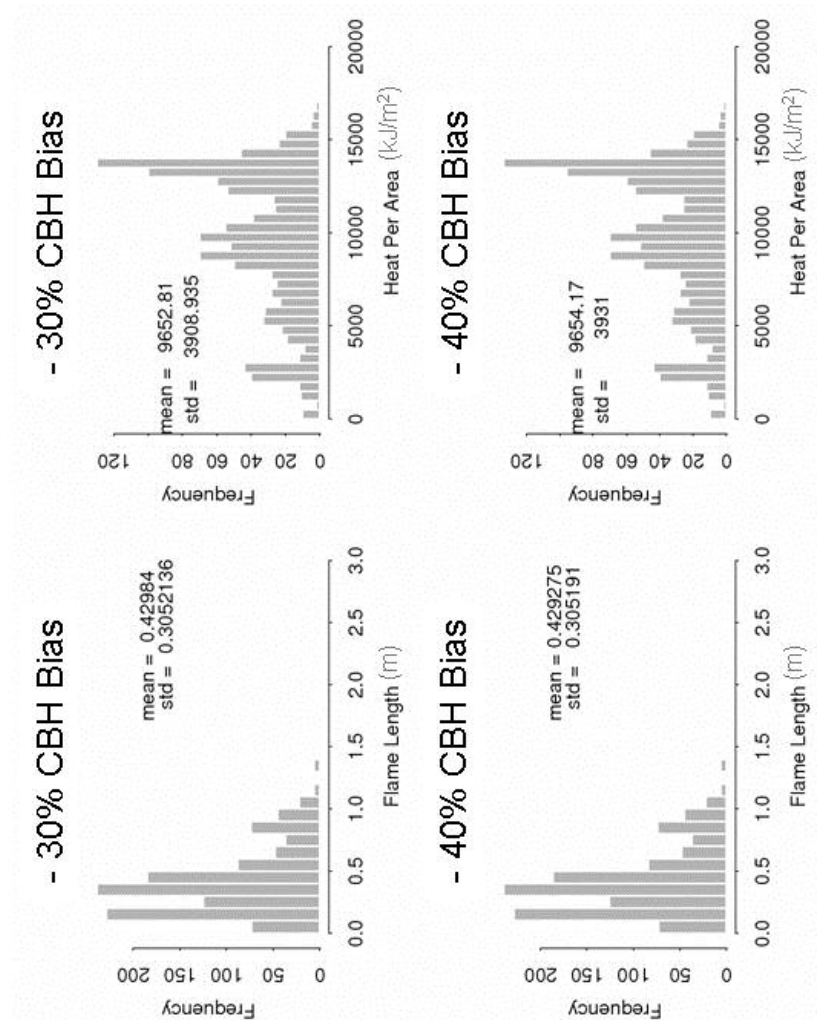 - 30% CBH Bias
mean = 0.42984
std = 0.3052136
Frequency
200
150
100
50
0
0.0 0.5 1.0 1.5 2.0 2.5 3.0
Flame Length (m)
- 30% CBH Bias
mean = 9652.81
std = 3908.935
Frequency
120
80
60
40
20
0
0 5000 10000 15000 20000
Heat Per Area (kJ/m²)
- 40% CBH Bias
mean = 0.429275
std = 0.305191
Frequency
200
150
100
50
0
0.0 0.5 1.0 1.5 2.0 2.5 3.0
Flame Length (m)
- 40% CBH Bias
mean = 9654.17
std = 3931
Frequency
120
80
60
40
20
0
0 5000 10000 15000 20000
Heat Per Area (kJ/m²)